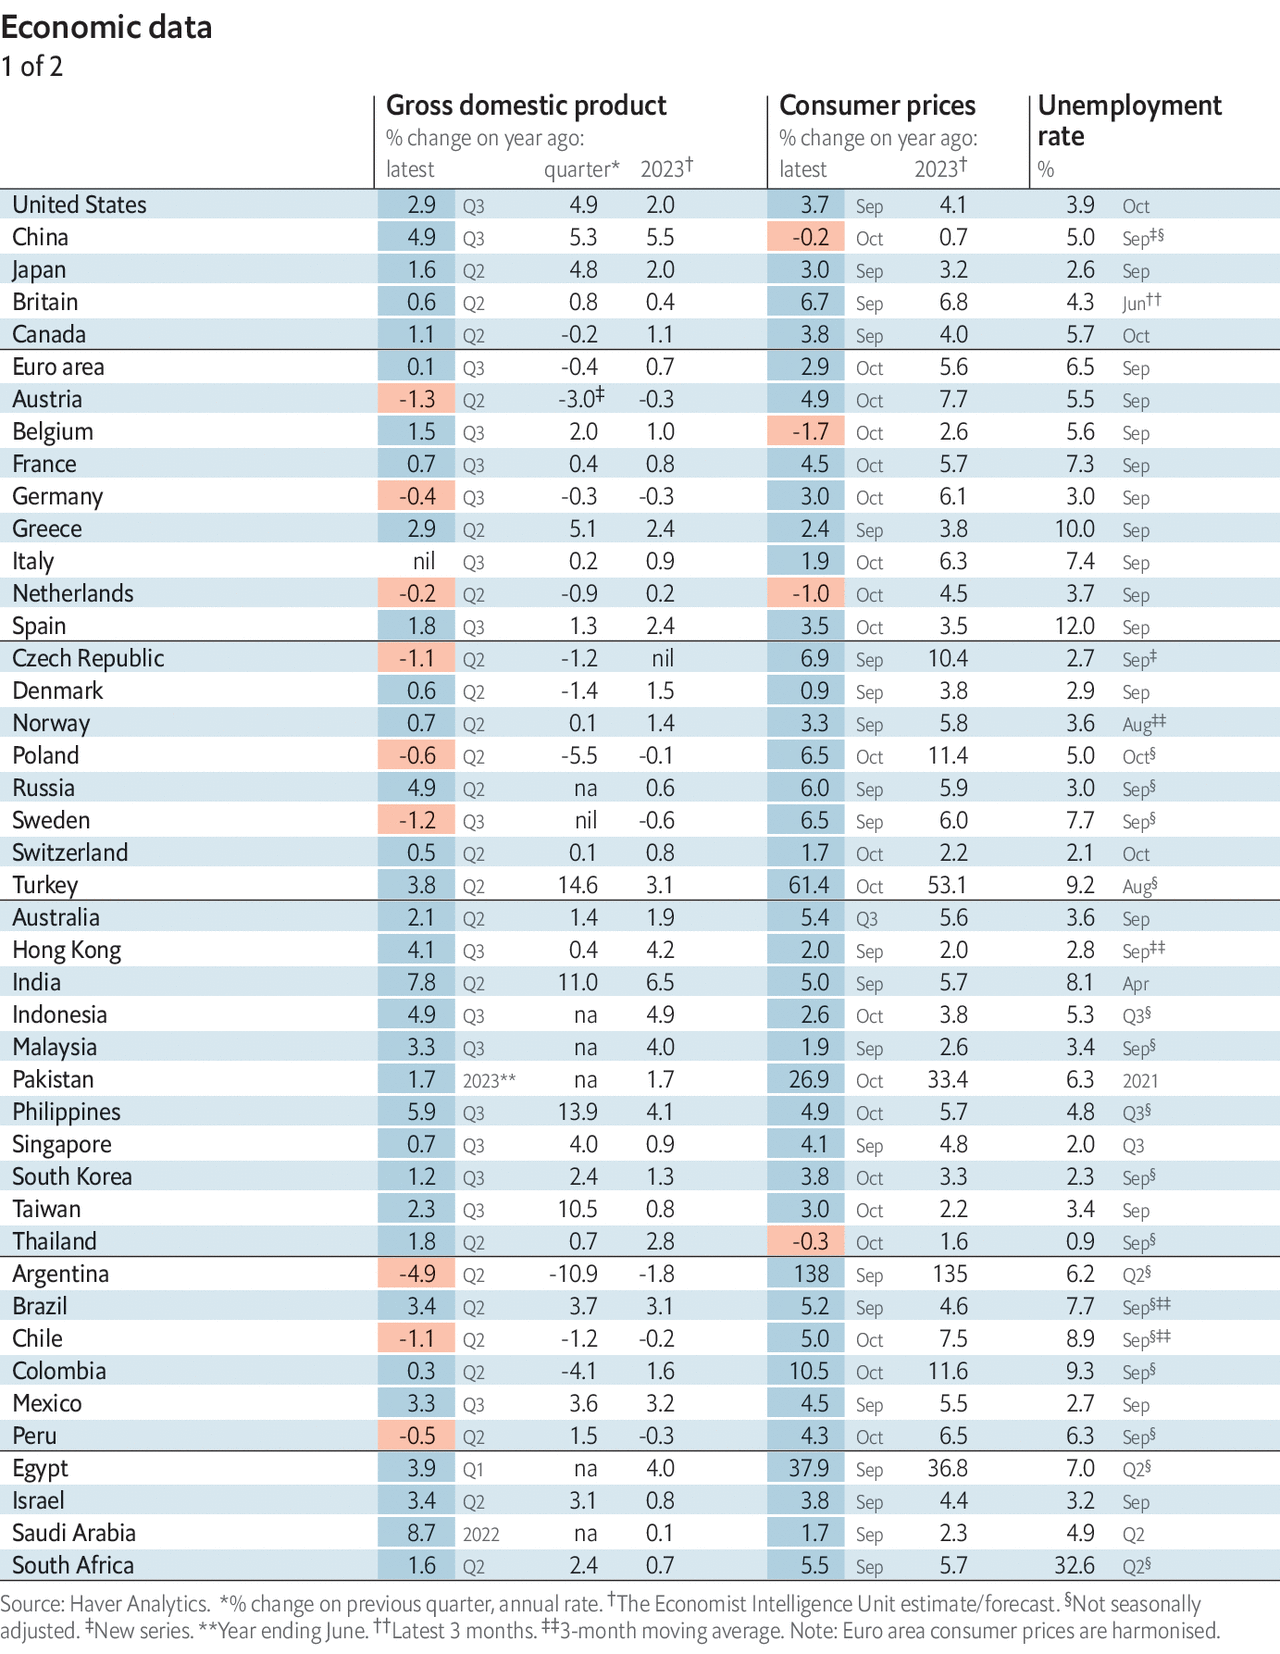 Economic data
1 of 2
Gross domestic product Consumer prices Unemployment
% change on year ago: % change on year ago: rate
latest quarter* 2023† latest 2023† %
United States 2.9 Q3 4.9 2.0 3.7 Sep 4.1 3.9 Oct
China 4.9 Q3 5.3 5.5 -0.2 Oct 0.7 5.0 Sep‡§
Japan 1.6 Q2 4.8 2.0 3.0 Sep 3.2 2.6 Sep
Britain 0.6 Q2 0.8 0.4 6.7 Sep 6.8 4.3 Jun††
Canada 1.1 Q2 -0.2 1.1 3.8 Sep 4.0 5.7 Oct
Euro area 0.1 Q3 -0.4 0.7 2.9 Oct 5.6 6.5 Sep
Austria -1.3 Q2 -3.0‡ -0.3 4.9 Oct 7.7 5.5 Sep
Belgium 1.5 Q3 2.0 1.0 -1.7 Oct 2.6 5.6 Sep
France 0.7 Q3 0.4 0.8 4.5 Oct 5.7 7.3 Sep
Germany -0.4 Q3 -0.3 -0.3 3.0 Oct 6.1 3.0 Sep
Greece 2.9 Q2 5.1 2.4 2.4 Sep 3.8 10.0 Sep
Italy nil Q3 0.2 0.9 1.9 Oct 6.3 7.4 Sep
Netherlands -0.2 Q2 -0.9 0.2 -1.0 Oct 4.5 3.7 Sep
Spain 1.8 Q3 1.3 2.4 3.5 Oct 3.5 12.0 Sep
Czech Republic -1.1 Q2 -1.2 nil 6.9 Sep 10.4 2.7 Sep‡
Denmark 0.6 Q2 -1.4 1.5 0.9 Sep 3.8 2.9 Sep
Norway 0.7 Q2 0.1 1.4 3.3 Sep 5.8 3.6 Aug‡‡
Poland -0.6 Q2 -5.5 -0.1 6.5 Oct 11.4 5.0 Oct§
Russia 4.9 Q2 na 0.6 6.0 Sep 5.9 3.0 Sep§
Sweden -1.2 Q3 nil -0.6 6.5 Sep 6.0 7.7 Sep§
Switzerland 0.5 Q2 0.1 0.8 1.7 Oct 2.2 2.1 Oct
Turkey 3.8 Q2 14.6 3.1 61.4 Oct 53.1 9.2 Aug§
Australia 2.1 Q2 1.4 1.9 5.4 Q3 5.6 3.6 Sep
Hong Kong 4.1 Q3 0.4 4.2 2.0 Sep 2.0 2.8 Sep‡‡
India 7.8 Q2 11.0 6.5 5.0 Sep 5.7 8.1 Apr
Indonesia 4.9 Q3 na 4.9 2.6 Oct 3.8 5.3 Q3§
Malaysia 3.3 Q3 na 4.0 1.9 Sep 2.6 3.4 Sep§
Pakistan 1.7 2023** na 1.7 26.9 Oct 33.4 6.3 2021
Philippines 5.9 Q3 13.9 4.1 4.9 Oct 5.7 4.8 Q3§
Singapore 0.7 Q3 4.0 0.9 4.1 Sep 4.8 2.0 Q3
South Korea 1.2 Q3 2.4 1.3 3.8 Oct 3.3 2.3 Sep§
Taiwan 2.3 Q3 10.5 0.8 3.0 Oct 2.2 3.4 Sep
Thailand 1.8 Q2 0.7 2.8 -0.3 Oct 1.6 0.9 Sep§
Argentina -4.9 Q2 -10.9 -1.8 138 Sep 135 6.2 Q2§
Brazil 3.4 Q2 3.7 3.1 5.2 Sep 4.6 7.7 Sep§‡‡
Chile -1.1 Q2 -1.2 -0.2 5.0 Oct 7.5 8.9 Sep§‡‡
Colombia 0.3 Q2 -4.1 1.6 10.5 Oct 11.6 9.3 Sep§
Mexico 3.3 Q3 3.6 3.2 4.5 Sep 5.5 2.7 Sep
Peru -0.5 Q2 1.5 -0.3 4.3 Oct 6.5 6.3 Sep§
Egypt 3.9 Q1 na 4.0 37.9 Sep 36.8 7.0 Q2§
Israel 3.4 Q2 3.1 0.8 3.8 Sep 4.4 3.2 Sep
Saudi Arabia 8.7 2022 na 0.1 1.7 Sep 2.3 4.9 Q2
South Africa 1.6 Q2 2.4 0.7 5.5 Sep 5.7 32.6 Q2§
Source: Haver Analytics. *% change on previous quarter, annual rate. †The Economist Intelligence Unit estimate/forecast. §Not seasonally
adjusted. ‡New series. **Year ending June. ††Latest 3 months. ‡‡3-month moving average. Note: Euro area consumer prices are harmonised.